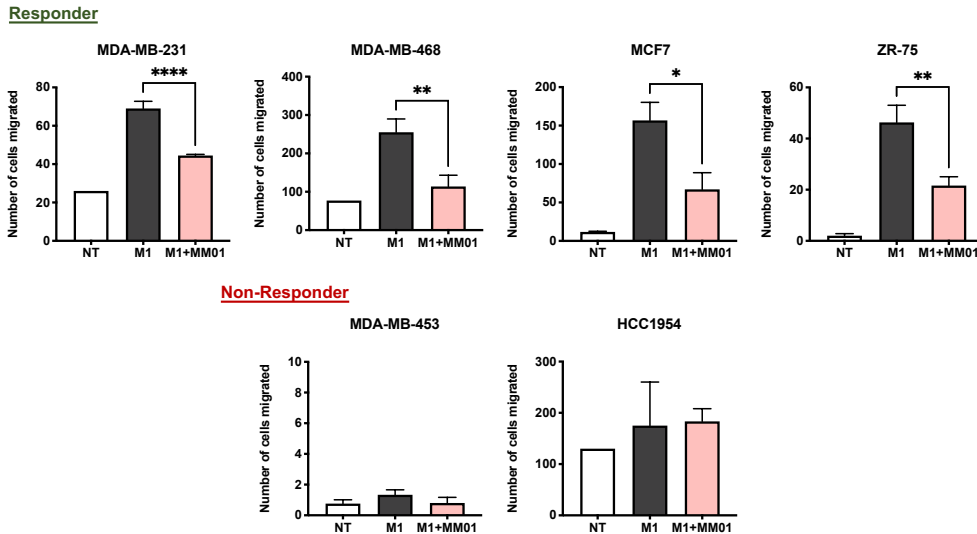 Responder
MDA-MB-231
Number of cells migrated
80
60
40
20
0
****
NT M1 M1+MM01
MDA-MB-468
Number of cells migrated
400
300
200
100
0
**
NT M1 M1+MM01
MCF7
Number of cells migrated
200
150
100
50
0
*
NT M1 M1+MM01
ZR-75
Number of cells migrated
60
40
20
0
**
NT M1 M1+MM01
Non-Responder
MDA-MB-453
Number of cells migrated
10
8
6
4
2
0
NT M1 M1+MM01
HCC1954
Number of cells migrated
300
200
100
0
NT M1 M1+MM01